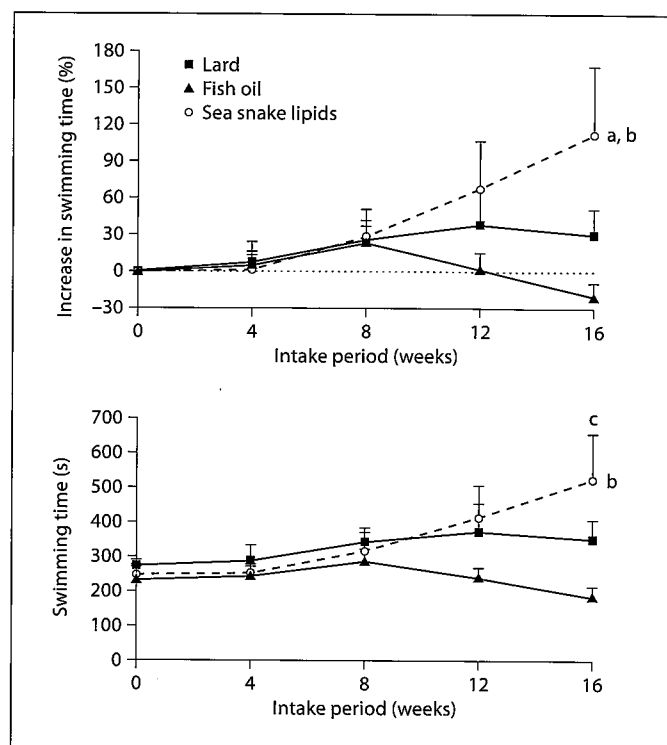 Increase in swimming time (%)
180
150
120
90
60
30
0
–30
Lard
Fish oil
Sea snake lipids
a, b
0
4
8
12
16
Intake period (weeks)
Swimming time (s)
700
600
500
400
300
200
100
0
c
b
0
4
8
12
16
Intake period (weeks)